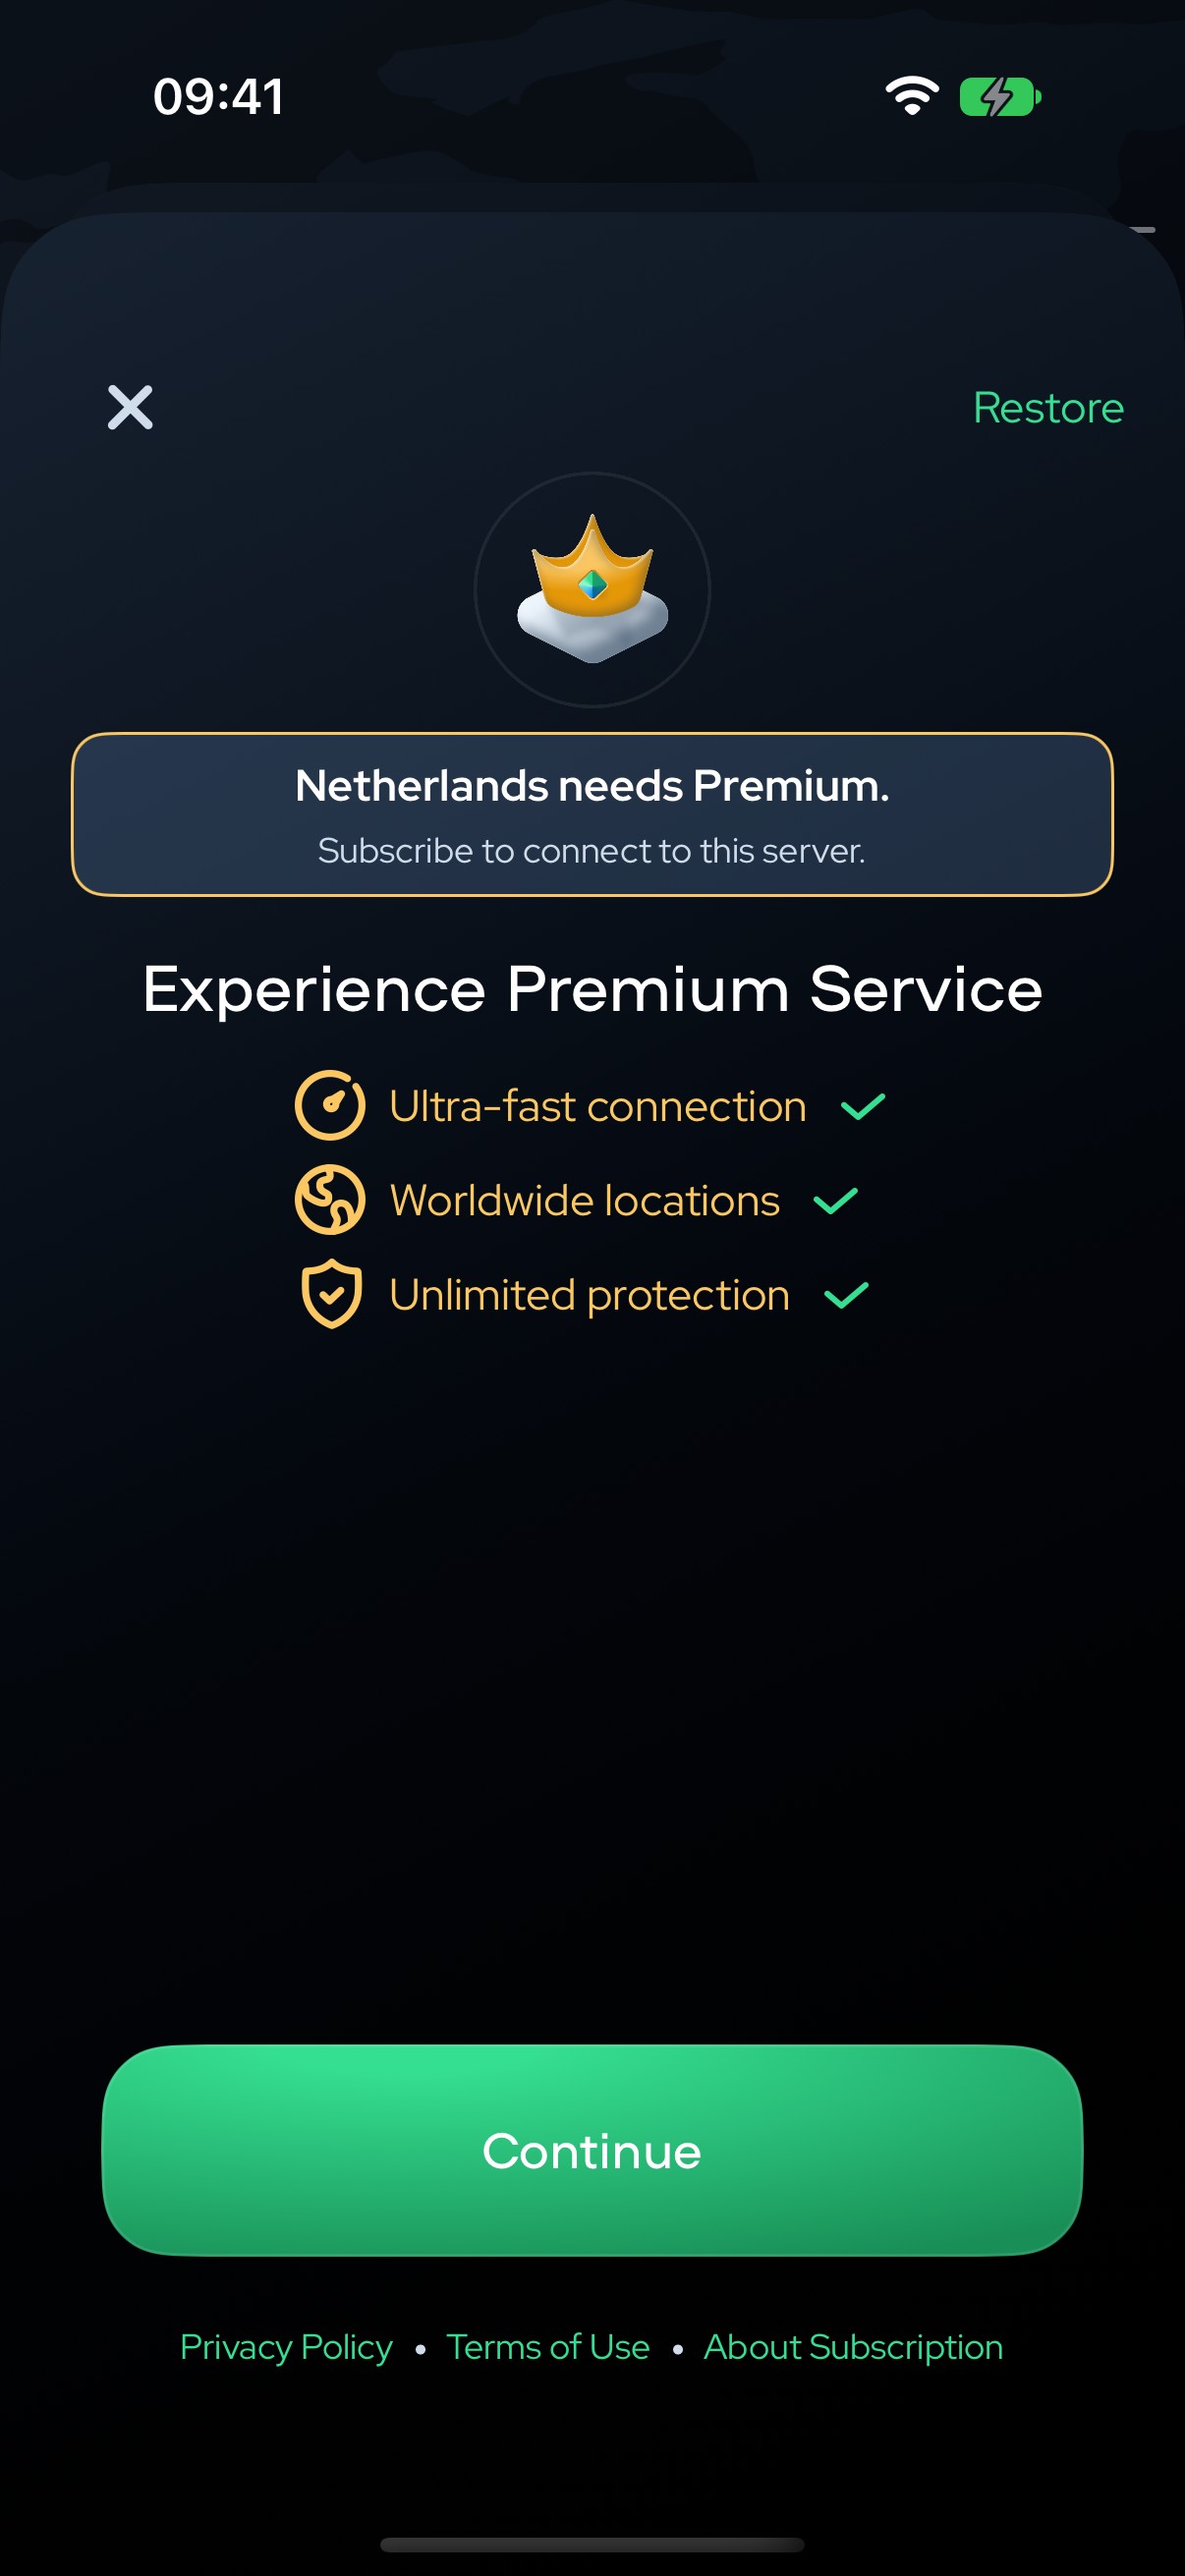 09:41
Restore
Netherlands needs Premium.
Subscribe to connect to this server.
Experience Premium Service
Ultra-fast connection
Worldwide locations
Unlimited protection
Continue
Privacy Policy • Terms of Use • About Subscription